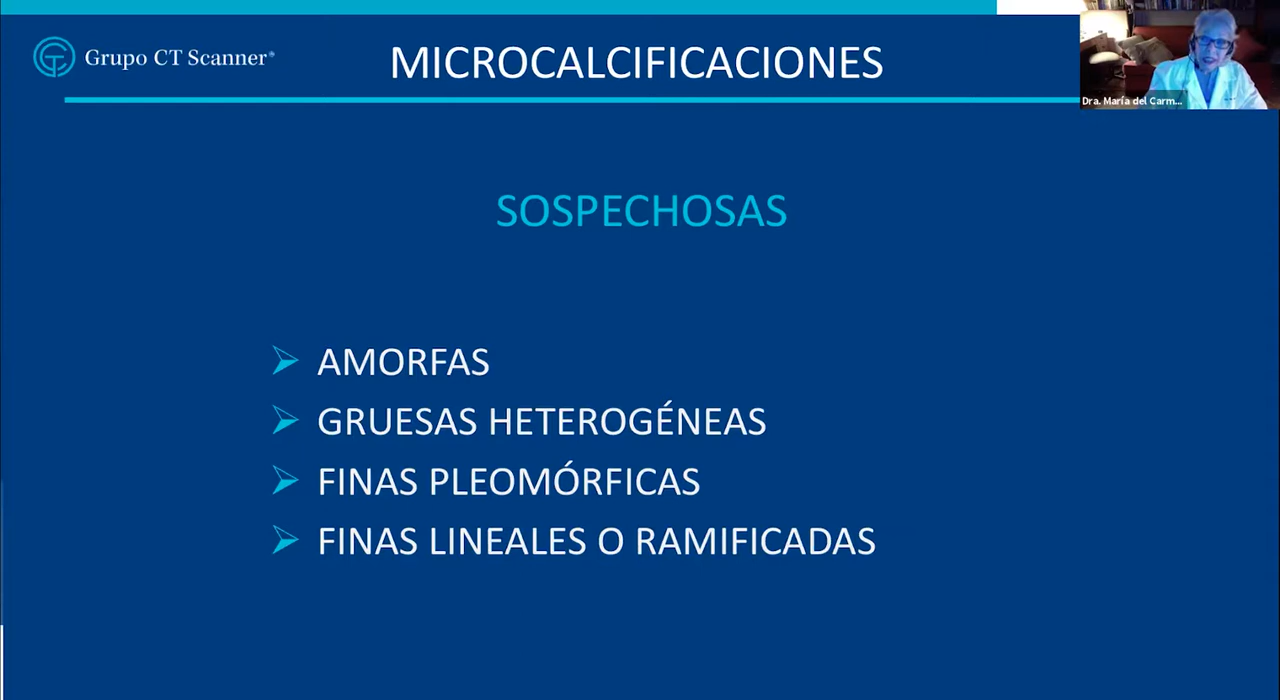 Grupo CT Scanner®
MICROCALCIFICACIONES
Dra. María del Carm...
SOSPECHOSAS
AMORFAS
GRUESAS HETEROGÉNEAS
FINAS PLEOMÓRFICAS
FINAS LINEALES O RAMIFICADAS